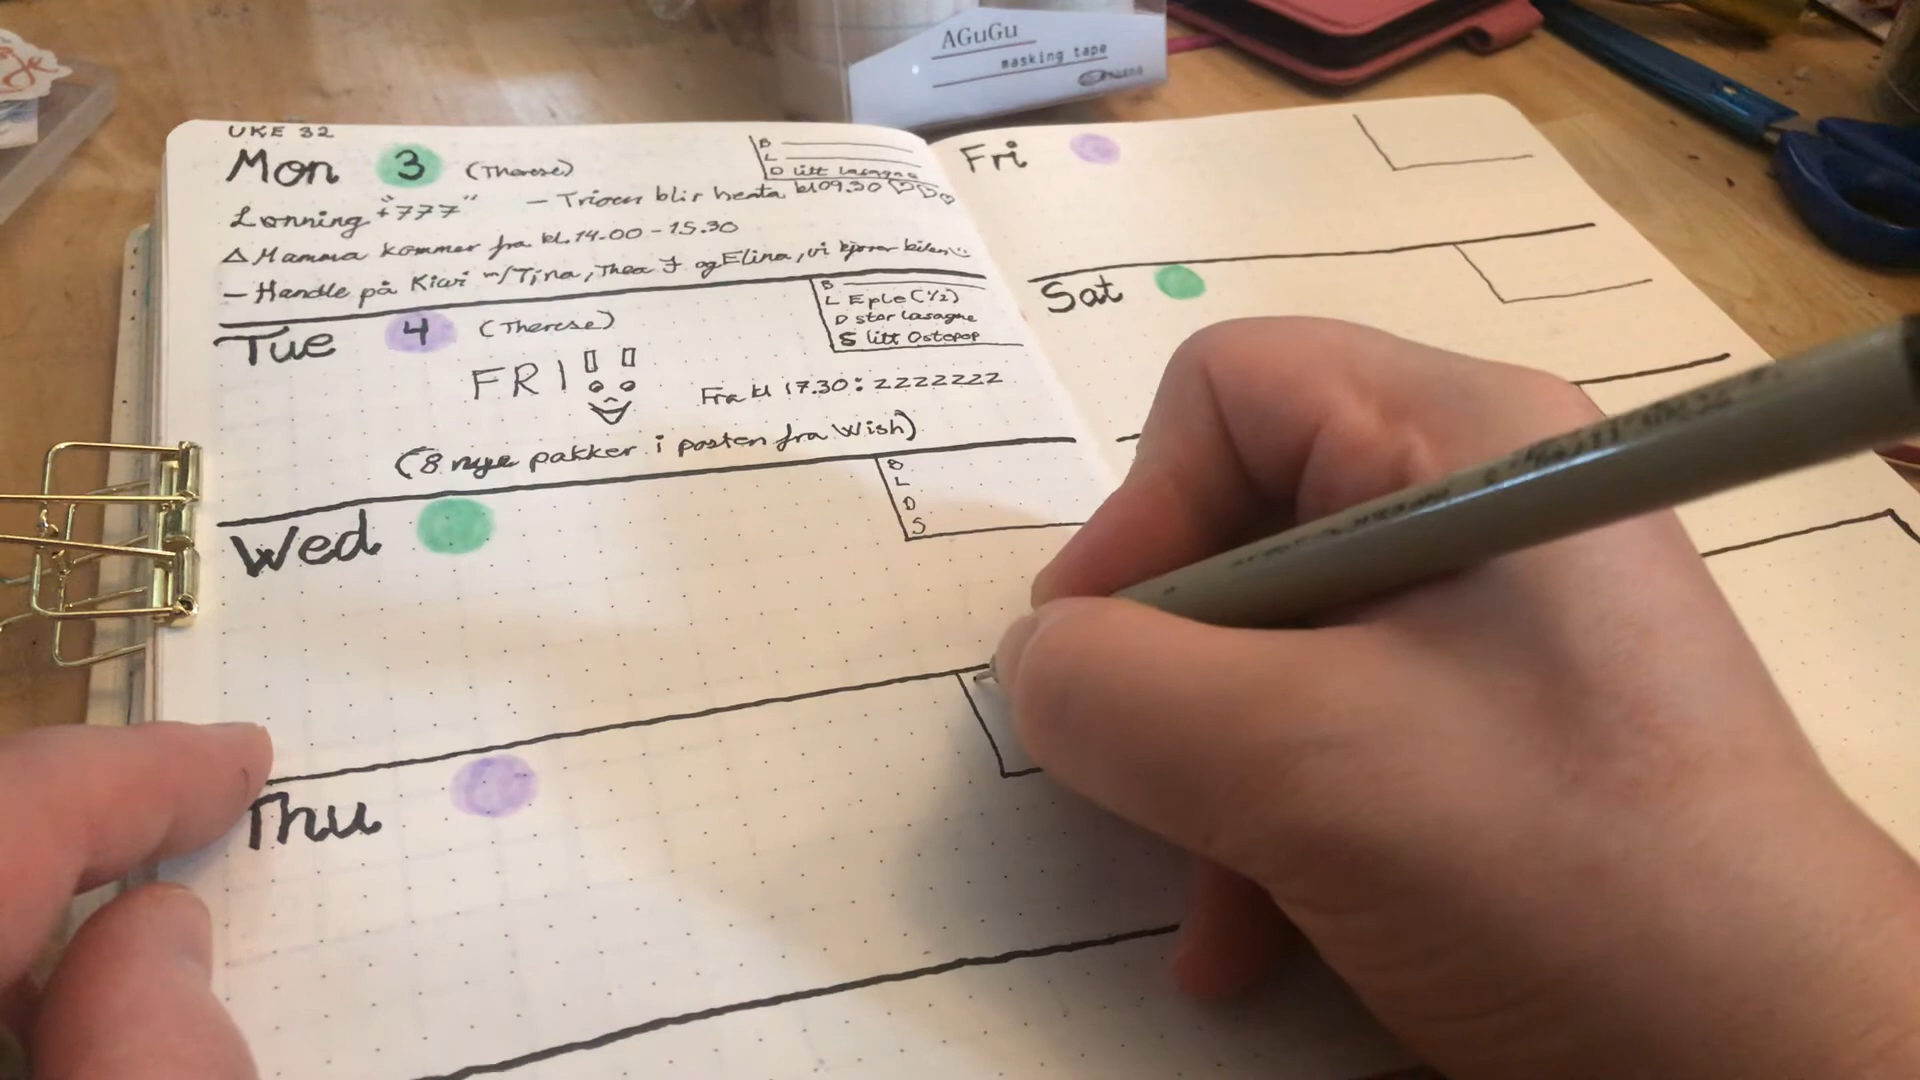 AGuGu
masking tape
UKE 32
Mon 3 (Therese)
B
L
D litt lasagne
Lønning "+777" - Trioen blir henta kl 09.30
△ Mamma kommer fra kl. 14.00 - 15.30
- Handle på Kiwi m/Tina, Thea J og Elina, vi kjører bilen
Tue 4 (Therese)
B
L Eple (1/2)
D stor lasagne
S litt Ostepop
FRI!!
Fra kl 17.30: ZZZZZZZ
(8 nye pakker i posten fra Wish)
Wed
B
L
D
S
Thu
Fri
Sat